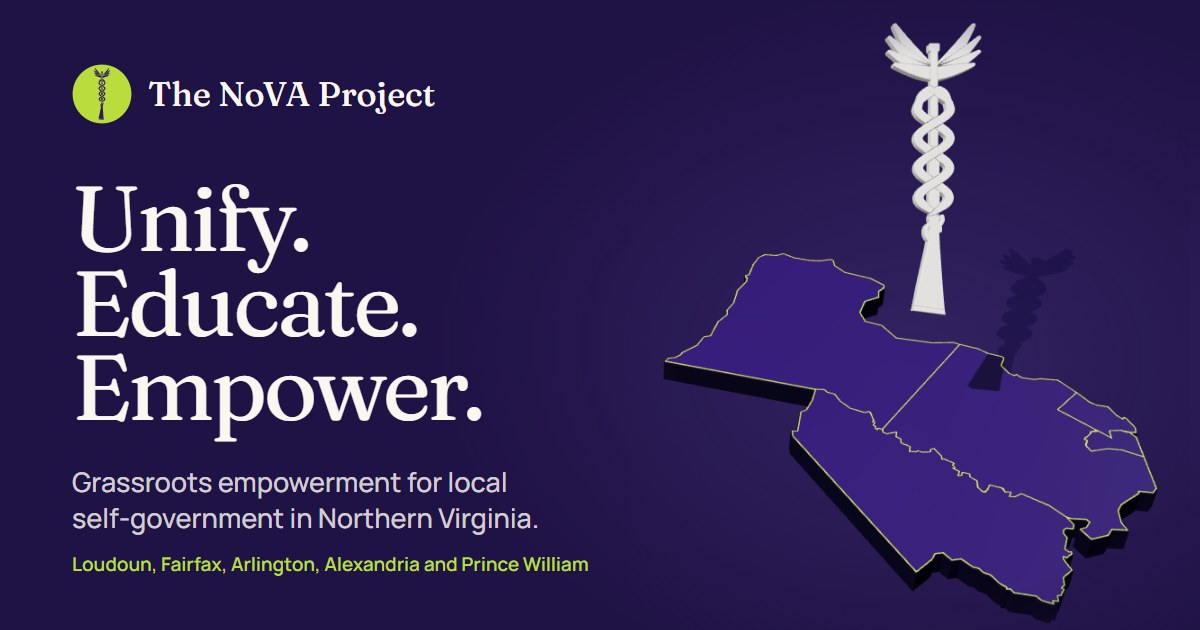 The NoVA Project
Unify.
Educate.
Empower.
Grassroots empowerment for local
self-government in Northern Virginia.
Loudoun, Fairfax, Arlington, Alexandria and Prince William